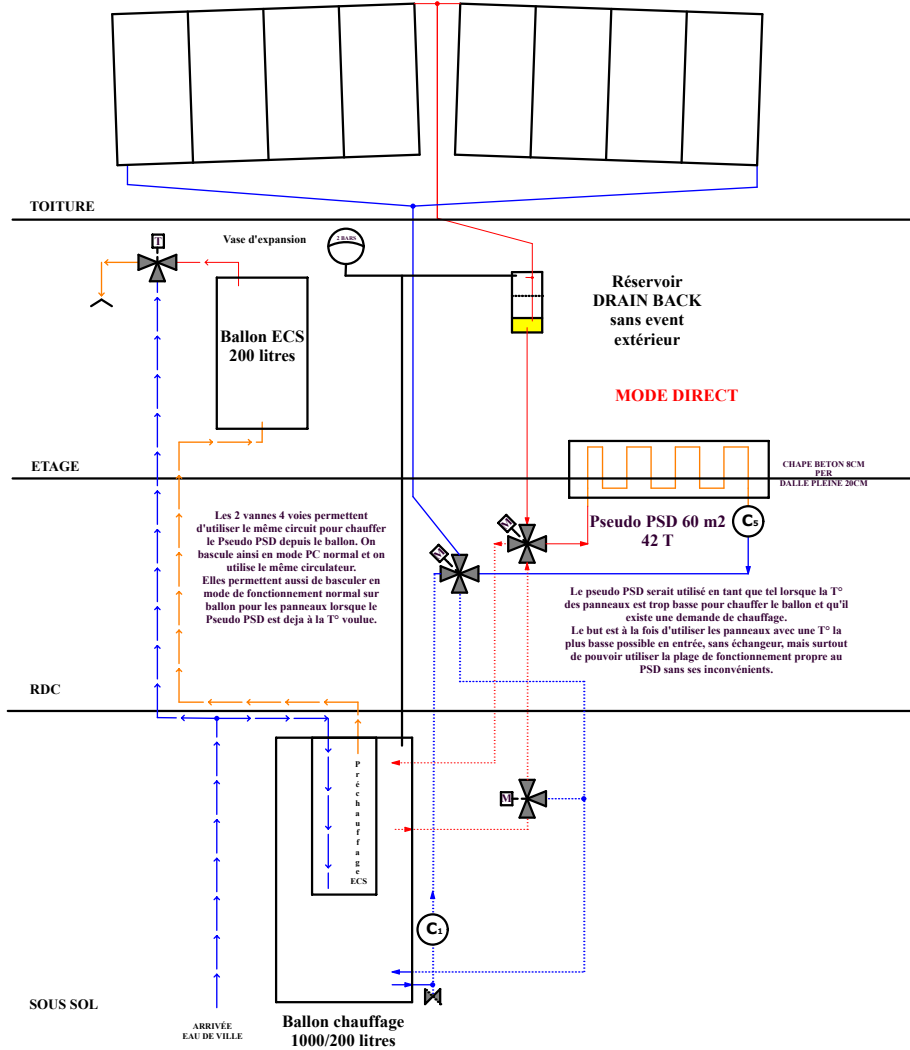 TOITURE
T
Vase d'expansion
2 BARS
Réservoir
DRAIN BACK
sans event
extérieur
Ballon ECS
200 litres
MODE DIRECT
ETAGE
CHAPE BETON 8CM
PER
DALLE PLEINE 20CM
Les 2 vannes 4 voies permettent
d'utiliser le même circuit pour chauffer
le Pseudo PSD depuis le ballon. On
bascule ainsi en mode PC normal et on
utilise le même circulateur.
Elles permettent aussi de basculer en
mode de fonctionnement normal sur
ballon pour les panneaux lorsque le
Pseudo PSD est deja à la T° voulue.
M
M
Pseudo PSD 60 m2
42 T
C5
Le pseudo PSD serait utilisé en tant que tel lorsque la T°
des panneaux est trop basse pour chauffer le ballon et qu'il
existe une demande de chauffage.
Le but est à la fois d'utiliser les panneaux avec une T° la
plus basse possible en entrée, sans échangeur, mais surtout
de pouvoir utiliser la plage de fonctionnement propre au
PSD sans ses inconvénients.
RDC
Préchauffage
ECS
M
C1
SOUS SOL
ARRIVÉE
EAU DE VILLE
Ballon chauffage
1000/200 litres